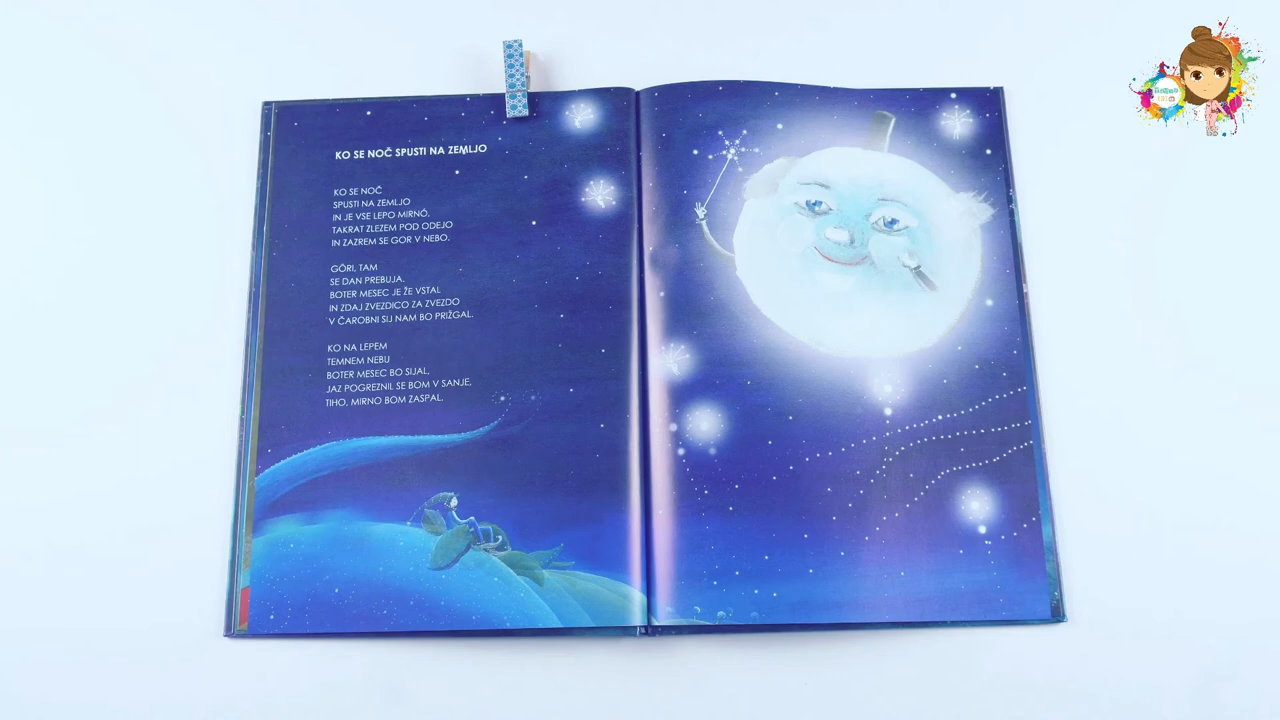 KO SE NOČ SPUSTI NA ZEMLJO
KO SE NOČ
SPUSTI NA ZEMLJO
IN JE VSE LEPO MIRNÓ,
TAKRAT ZLEZEM POD ODEJO
IN ZAZREM SE GOR V NEBO.
GÔRI, TAM
SE DAN PREBUJA.
BOTER MESEC JE ŽE VSTAL
IN ZDAJ ZVEZDICO ZA ZVEZDO
V ČAROBNI SIJ NAM BO PRIŽGAL.
KO NA LEPEM
TEMNEM NEBU
BOTER MESEC BO SIJAL,
JAZ POGREZNIL SE BOM V SANJE,
TIHO, MIRNO BOM ZASPAL.